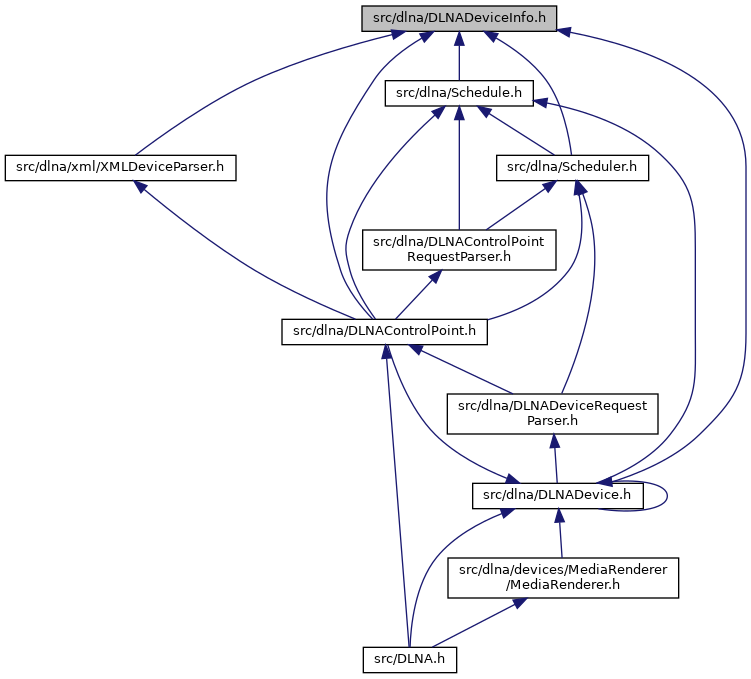 src/dlna/DLNADeviceInfo.h
src/dlna/Schedule.h
src/dlna/xml/XMLDeviceParser.h
src/dlna/Scheduler.h
src/dlna/DLNAControlPoint
RequestParser.h
src/dlna/DLNAControlPoint.h
src/dlna/DLNADeviceRequest
Parser.h
src/dlna/DLNADevice.h
src/dlna/devices/MediaRenderer
/MediaRenderer.h
src/DLNA.h